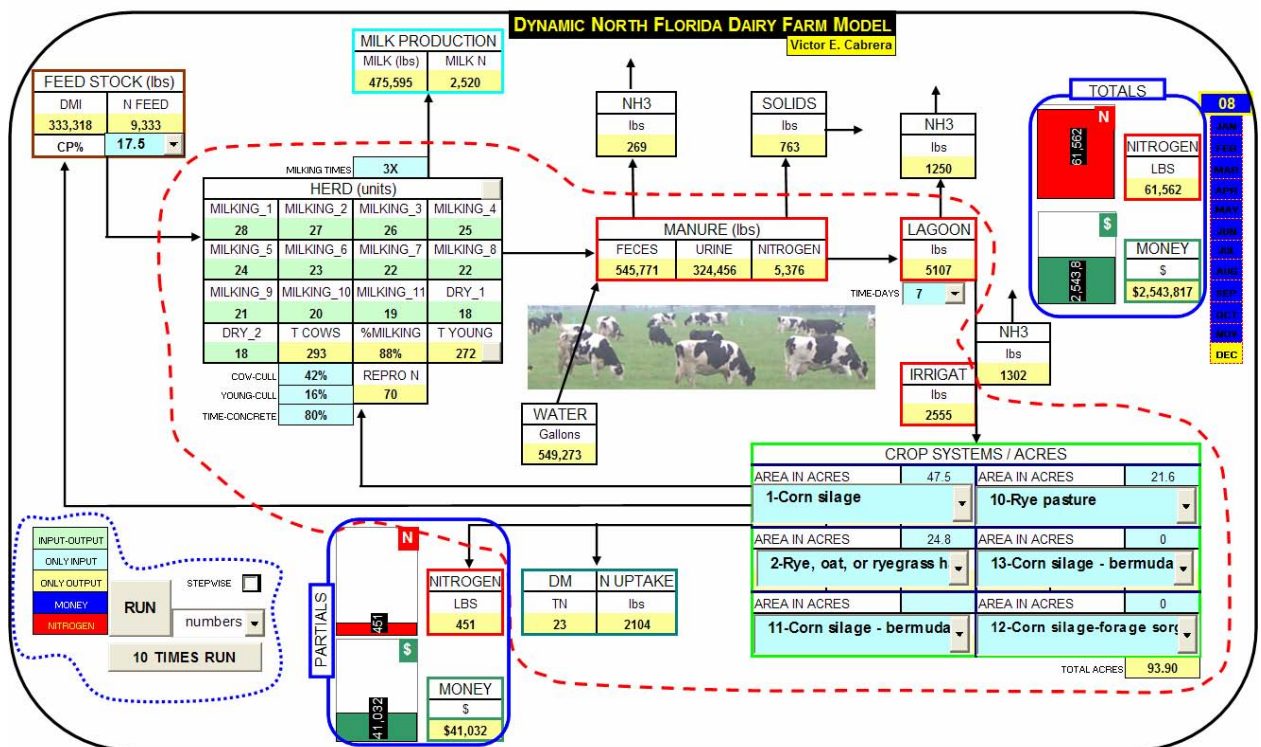 DYNAMIC NORTH FLORIDA DAIRY FARM MODEL
Victor E. Cabrera
MILK PRODUCTION
MILK (lbs) MILK N
475,595 2,520
FEED STOCK (lbs)
DMI N FEED
333,318 9,333
CP% 17.5
NH3
lbs
269
SOLIDS
lbs
763
NH3
lbs
1250
TOTALS
N
61,562
NITROGEN
LBS
61,562
$
2,543,8
MONEY
$
$2,543,817
08
JAN
FEB
MAR
APR
MAY
JUN
JUL
AUG
SEP
OCT
NOV
DEC
MILKING TIMES 3X
HERD (units)
MILKING_1 MILKING_2 MILKING_3 MILKING_4
28 27 26 25
MILKING_5 MILKING_6 MILKING_7 MILKING_8
24 23 22 22
MILKING_9 MILKING_10 MILKING_11 DRY_1
21 20 19 18
DRY_2 T COWS %MILKING T YOUNG
18 293 88% 272
COW-CULL 42% REPRO N
YOUNG-CULL 16% 70
TIME-CONCRETE 80%
MANURE (lbs)
FECES URINE NITROGEN
545,771 324,456 5,376
LAGOON
lbs
5107
TIME-DAYS 7
NH3
lbs
1302
IRRIGAT
lbs
2555
WATER
Gallons
549,273
CROP SYSTEMS / ACRES
AREA IN ACRES 47.5 AREA IN ACRES 21.6
1-Corn silage 10-Rye pasture
AREA IN ACRES 24.8 AREA IN ACRES 0
2-Rye, oat, or ryegrass h 13-Corn silage - bermuda
AREA IN ACRES AREA IN ACRES 0
11-Corn silage - bermuda 12-Corn silage-forage sorg
TOTAL ACRES 93.90
INPUT-OUTPUT
ONLY INPUT
ONLY OUTPUT
MONEY
NITROGEN
RUN
STEPWISE
numbers
10 TIMES RUN
PARTIALS
N
451
NITROGEN
LBS
451
$
41,032
MONEY
$
$41,032
DM N UPTAKE
TN lbs
23 2104